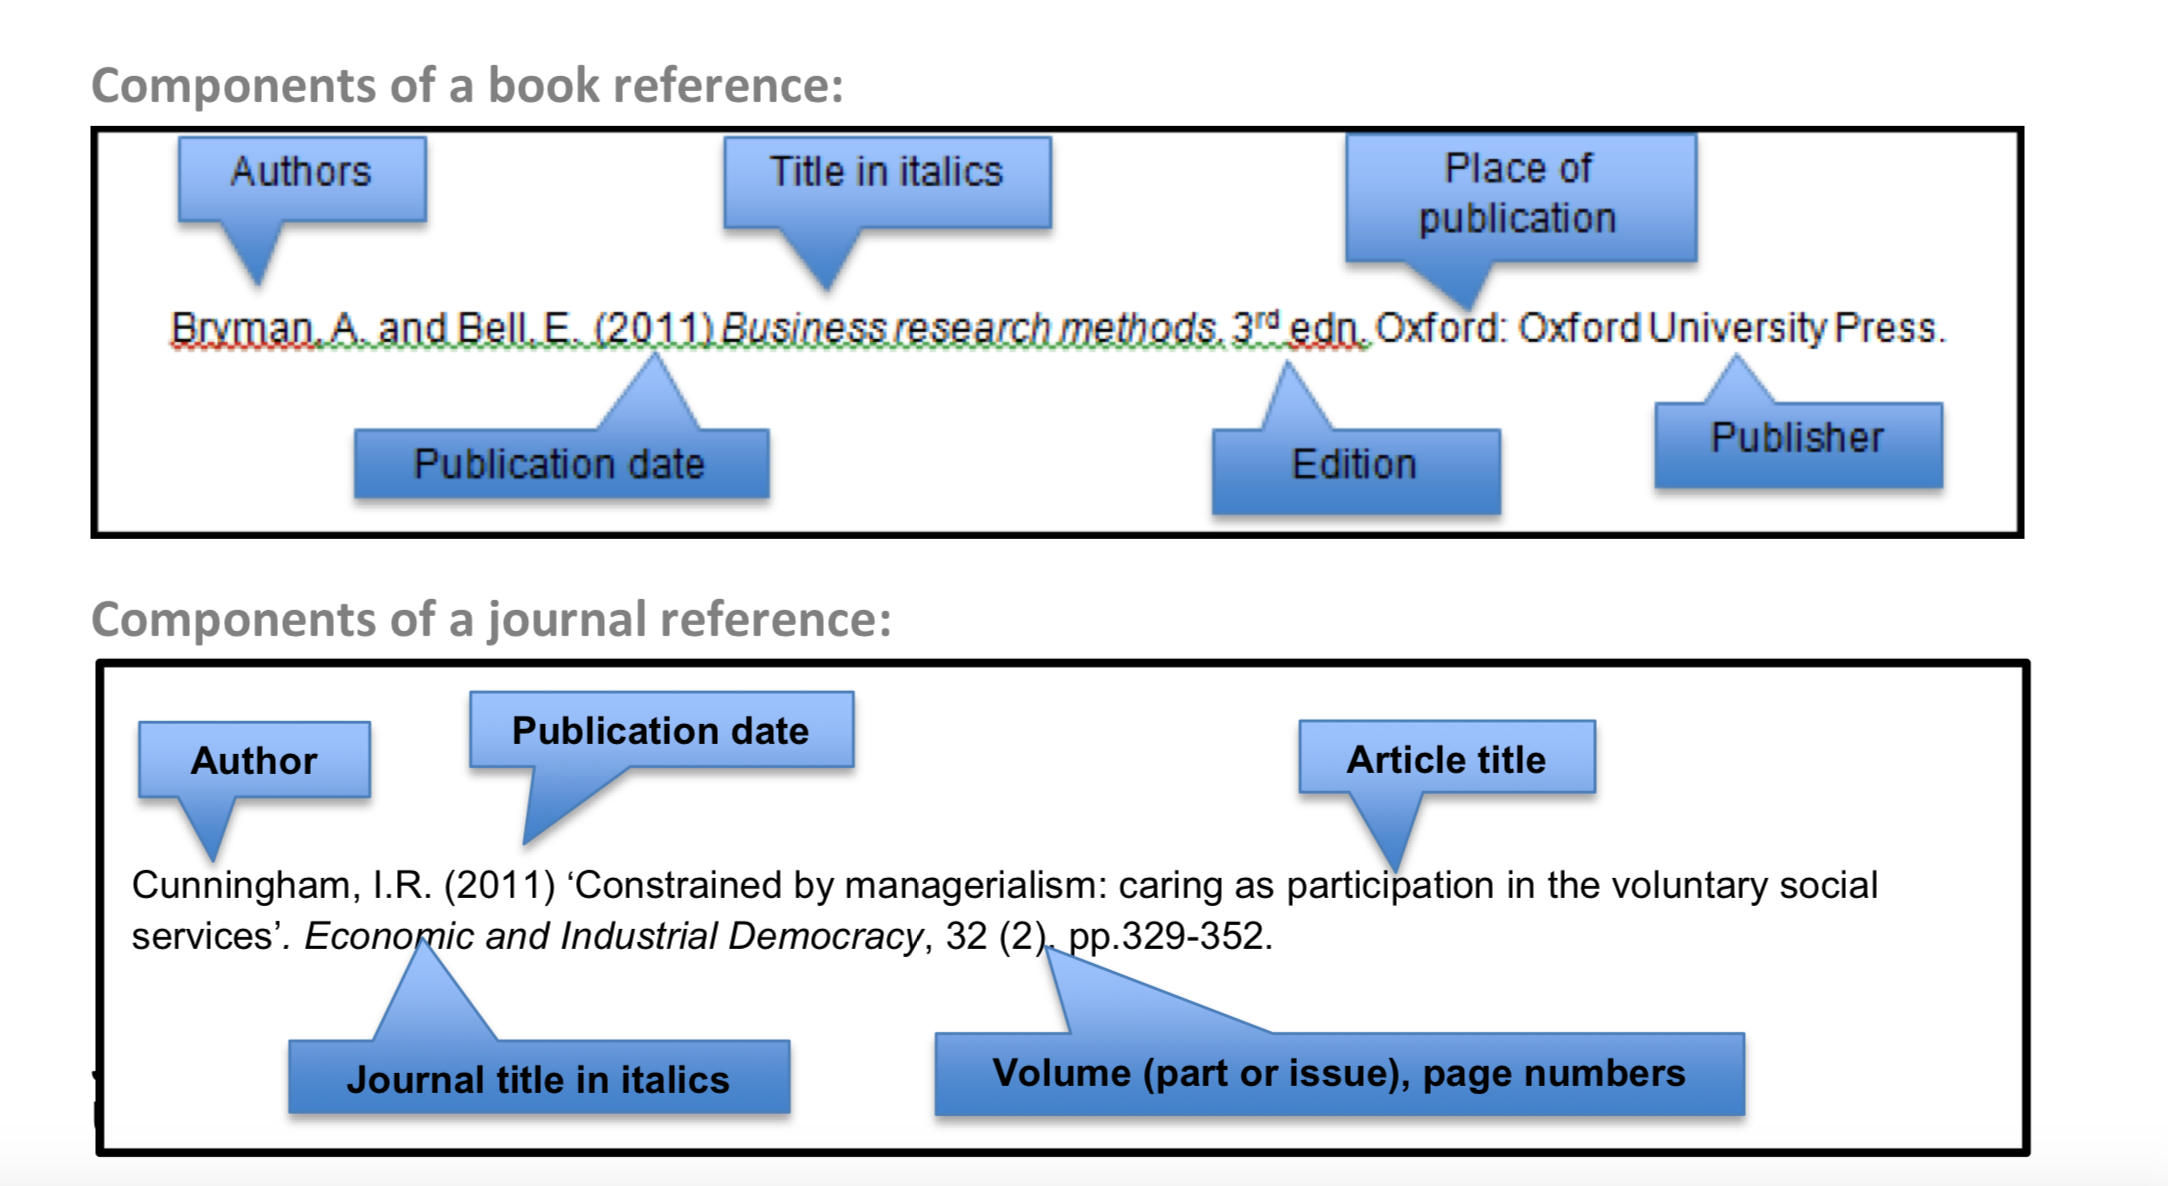 Components of a book reference:
Authors
Title in italics
Place of
publication
Bryman, A. and Bell, E. (2011) Business research methods. 3rd edn. Oxford: Oxford University Press.
Publication date
Edition
Publisher
Components of a journal reference:
Author
Publication date
Article title
Cunningham, I.R. (2011) ‘Constrained by managerialism: caring as participation in the voluntary social
services’. Economic and Industrial Democracy, 32 (2), pp.329-352.
Journal title in italics
Volume (part or issue), page numbers